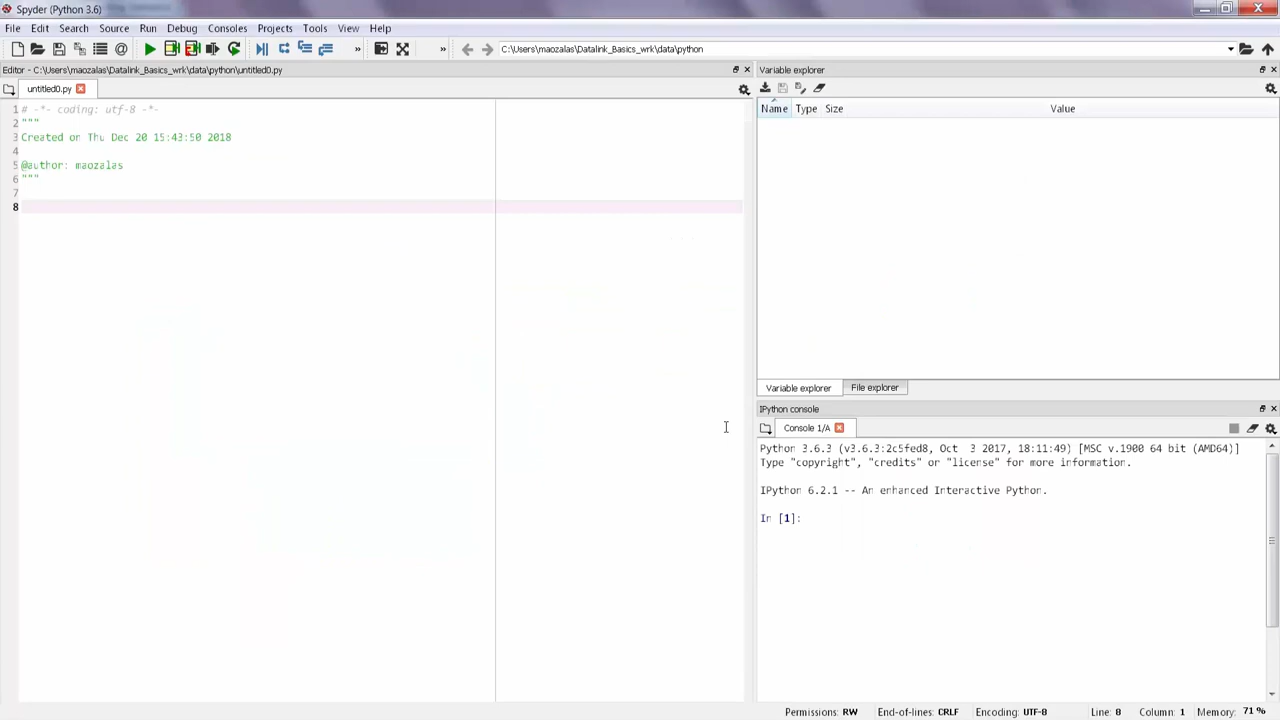 Spyder (Python 3.6)
File Edit Search Source Run Debug Consoles Projects Tools View Help
C:\Users\maozalas\Datalink_Basics_wrk\data\python
Editor - C:\Users\maozalas\Datalink_Basics_wrk\data\python\untitled0.py
untitled0.py
1 # -*- coding: utf-8 -*-
2 """
3 Created on Thu Dec 20 15:43:50 2018
4
5 @author: maozalas
6 """
7
8
Variable explorer
Name Type Size Value
Variable explorer File explorer
IPython console
Console 1/A
Python 3.6.3 (v3.6.3:2c5fed8, Oct 3 2017, 18:11:49) [MSC v.1900 64 bit (AMD64)]
Type "copyright", "credits" or "license" for more information.
IPython 6.2.1 -- An enhanced Interactive Python.
In [1]:
Permissions: RW End-of-lines: CRLF Encoding: UTF-8 Line: 8 Column: 1 Memory: 71 %